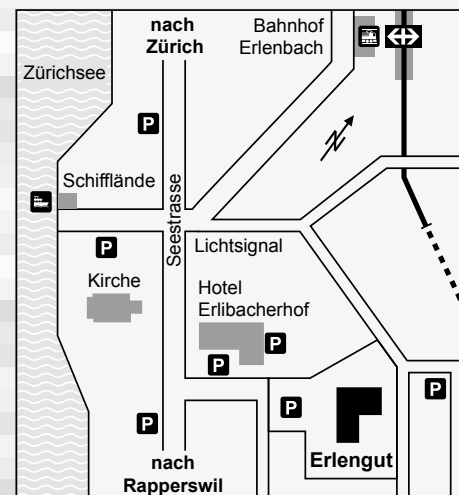 nach
Zürich
Bahnhof
Erlenbach
Zürichsee
P
N
Schifflände
Seestrasse
P
Lichtsignal
Kirche
Hotel
Erlibacherhof
P
P
P
P
P
nach
Rapperswil
Erlengut